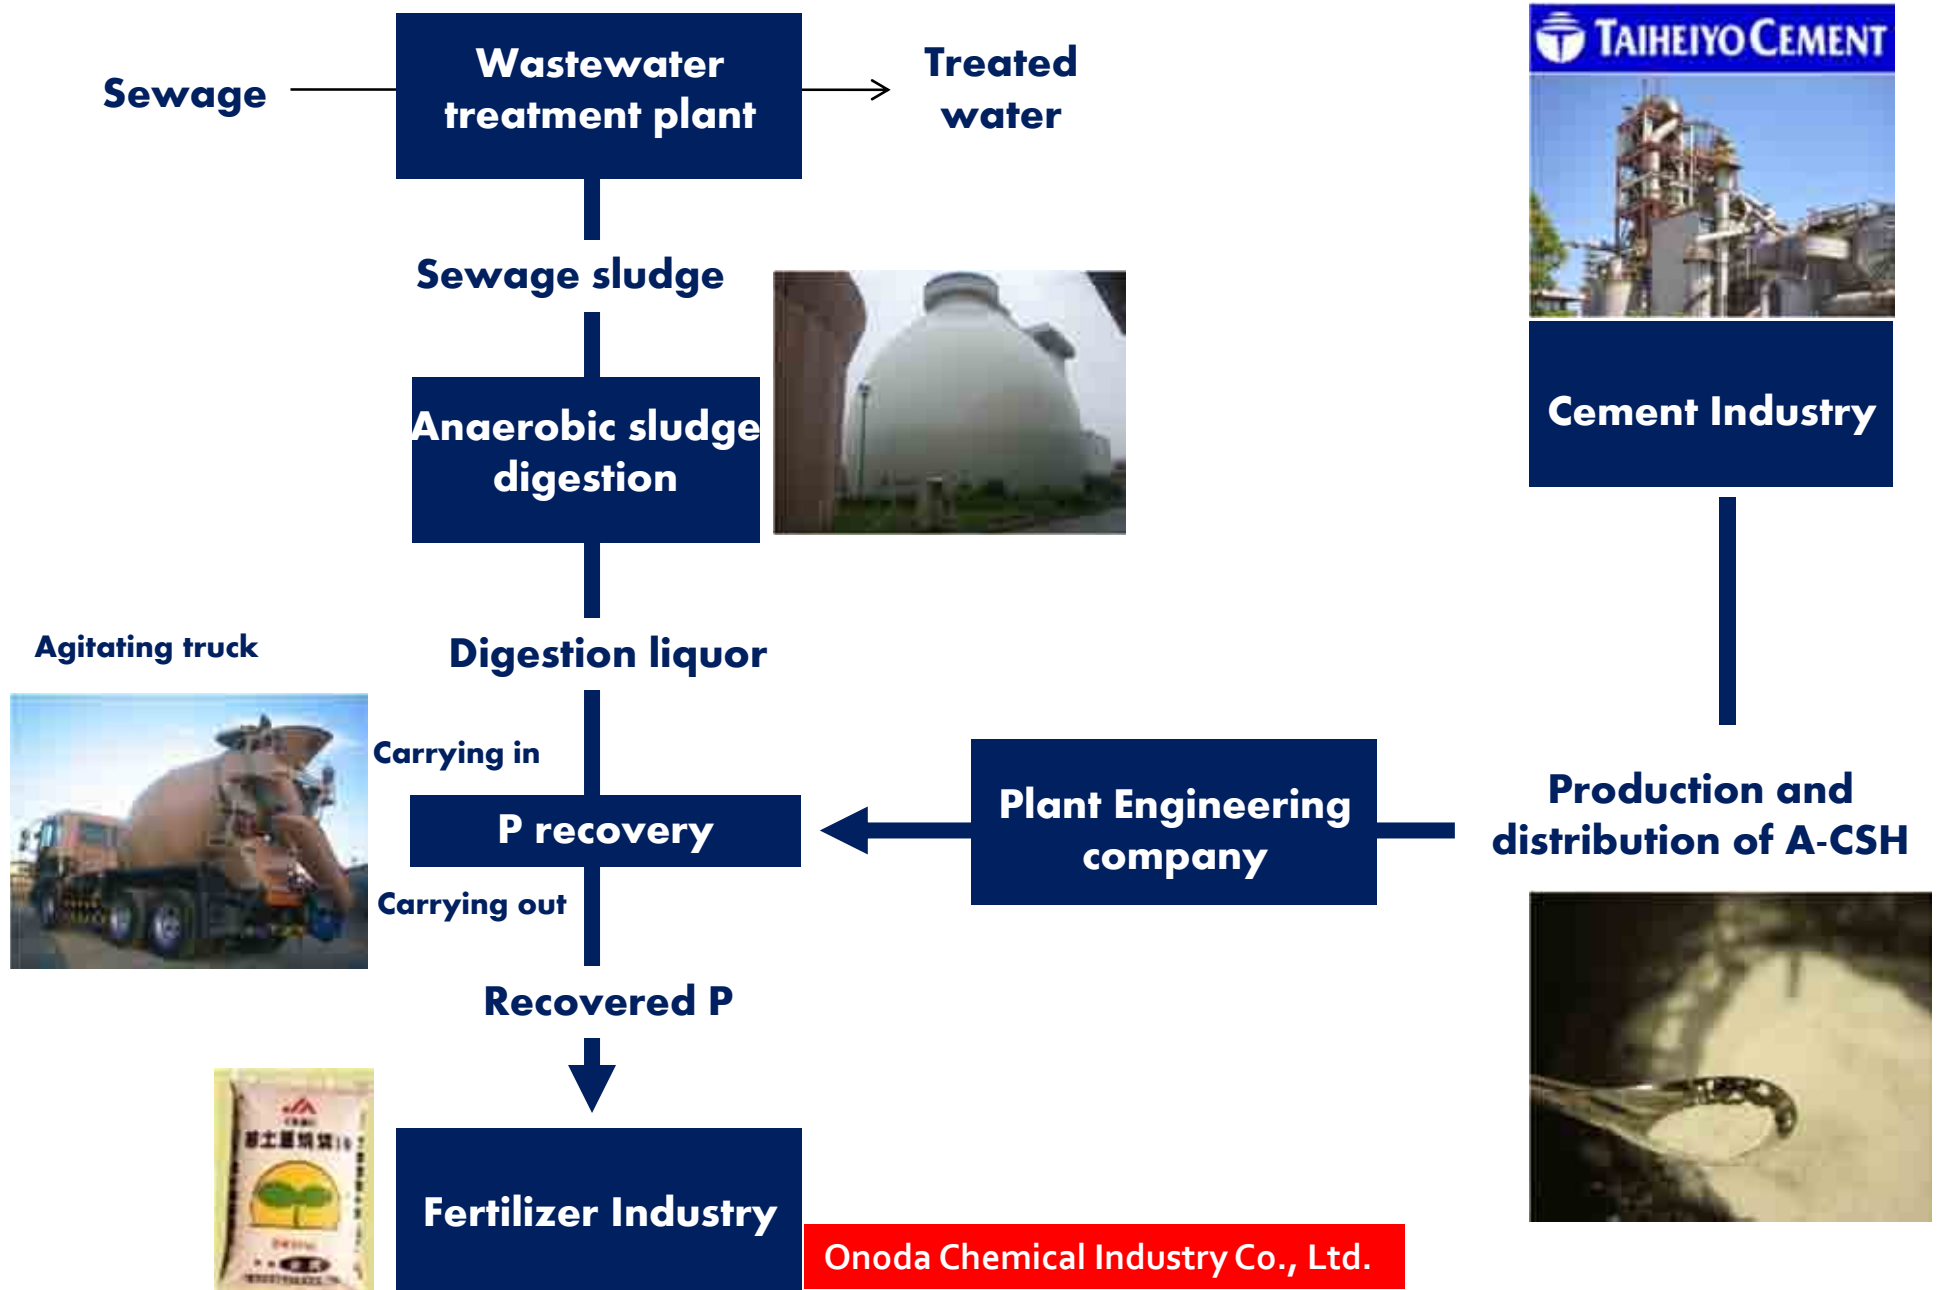 Sewage
Wastewater
treatment plant
Treated
water
TAIHEIYO CEMENT
Sewage sludge
Anaerobic sludge
digestion
Cement Industry
Agitating truck
Digestion liquor
Carrying in
P recovery
Plant Engineering
company
Production and
distribution of A-CSH
Carrying out
Recovered P
Fertilizer Industry
Onoda Chemical Industry Co., Ltd.